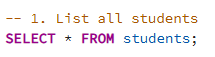 -- 1. List all students
SELECT * FROM students;